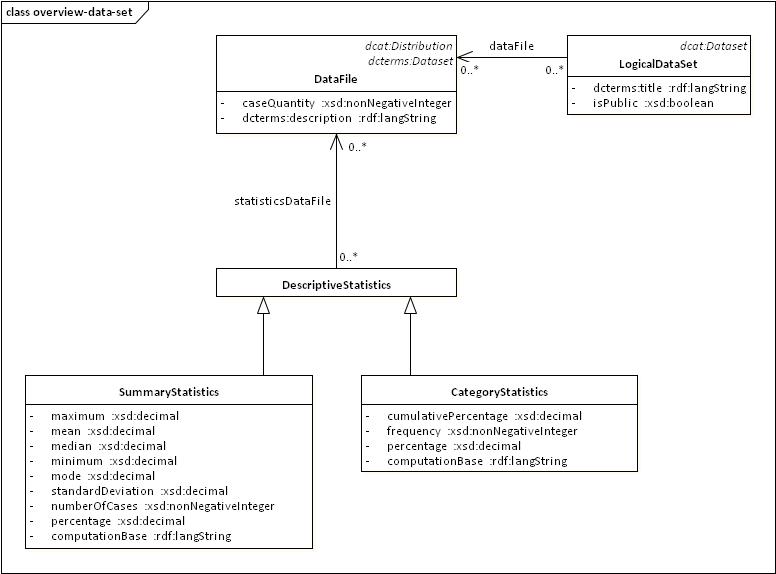 class overview-data-set
dcat:Distribution
dcterms:Dataset
DataFile
- caseQuantity :xsd:nonNegativeInteger
- dcterms:description :rdf:langString
dataFile
0..*
0..*
dcat:Dataset
LogicalDataSet
- dcterms:title :rdf:langString
- isPublic :xsd:boolean
0..*
statisticsDataFile
0..*
DescriptiveStatistics
SummaryStatistics
- maximum :xsd:decimal
- mean :xsd:decimal
- median :xsd:decimal
- minimum :xsd:decimal
- mode :xsd:decimal
- standardDeviation :xsd:decimal
- numberOfCases :xsd:nonNegativeInteger
- percentage :xsd:decimal
- computationBase :rdf:langString
CategoryStatistics
- cumulativePercentage :xsd:decimal
- frequency :xsd:nonNegativeInteger
- percentage :xsd:decimal
- computationBase :rdf:langString